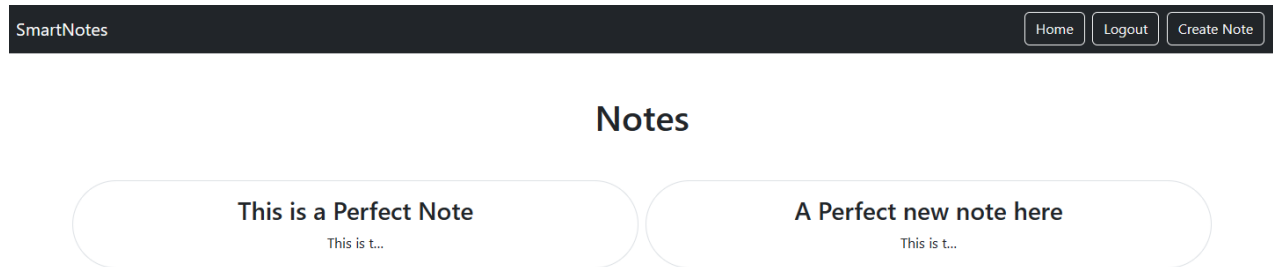 SmartNotes Home Logout Create Note
Notes
This is a Perfect Note
This is t...
A Perfect new note here
This is t...